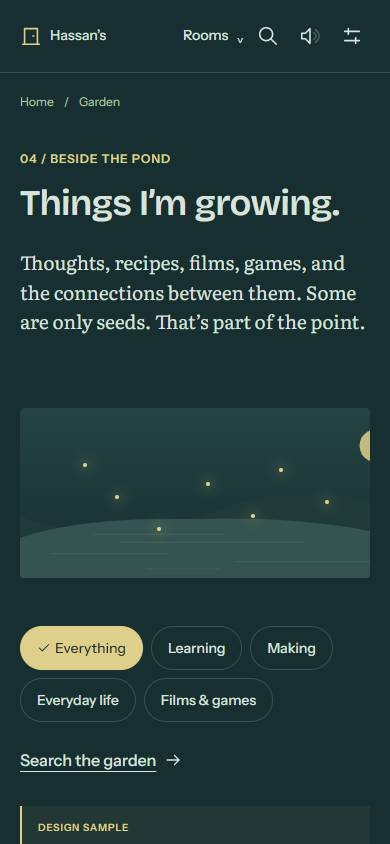 Hassan's
Rooms
Home / Garden
04 / BESIDE THE POND
Things I'm growing.
Thoughts, recipes, films, games, and
the connections between them. Some
are only seeds. That's part of the point.
Everything
Learning
Making
Everyday life
Films & games
Search the garden →
DESIGN SAMPLE